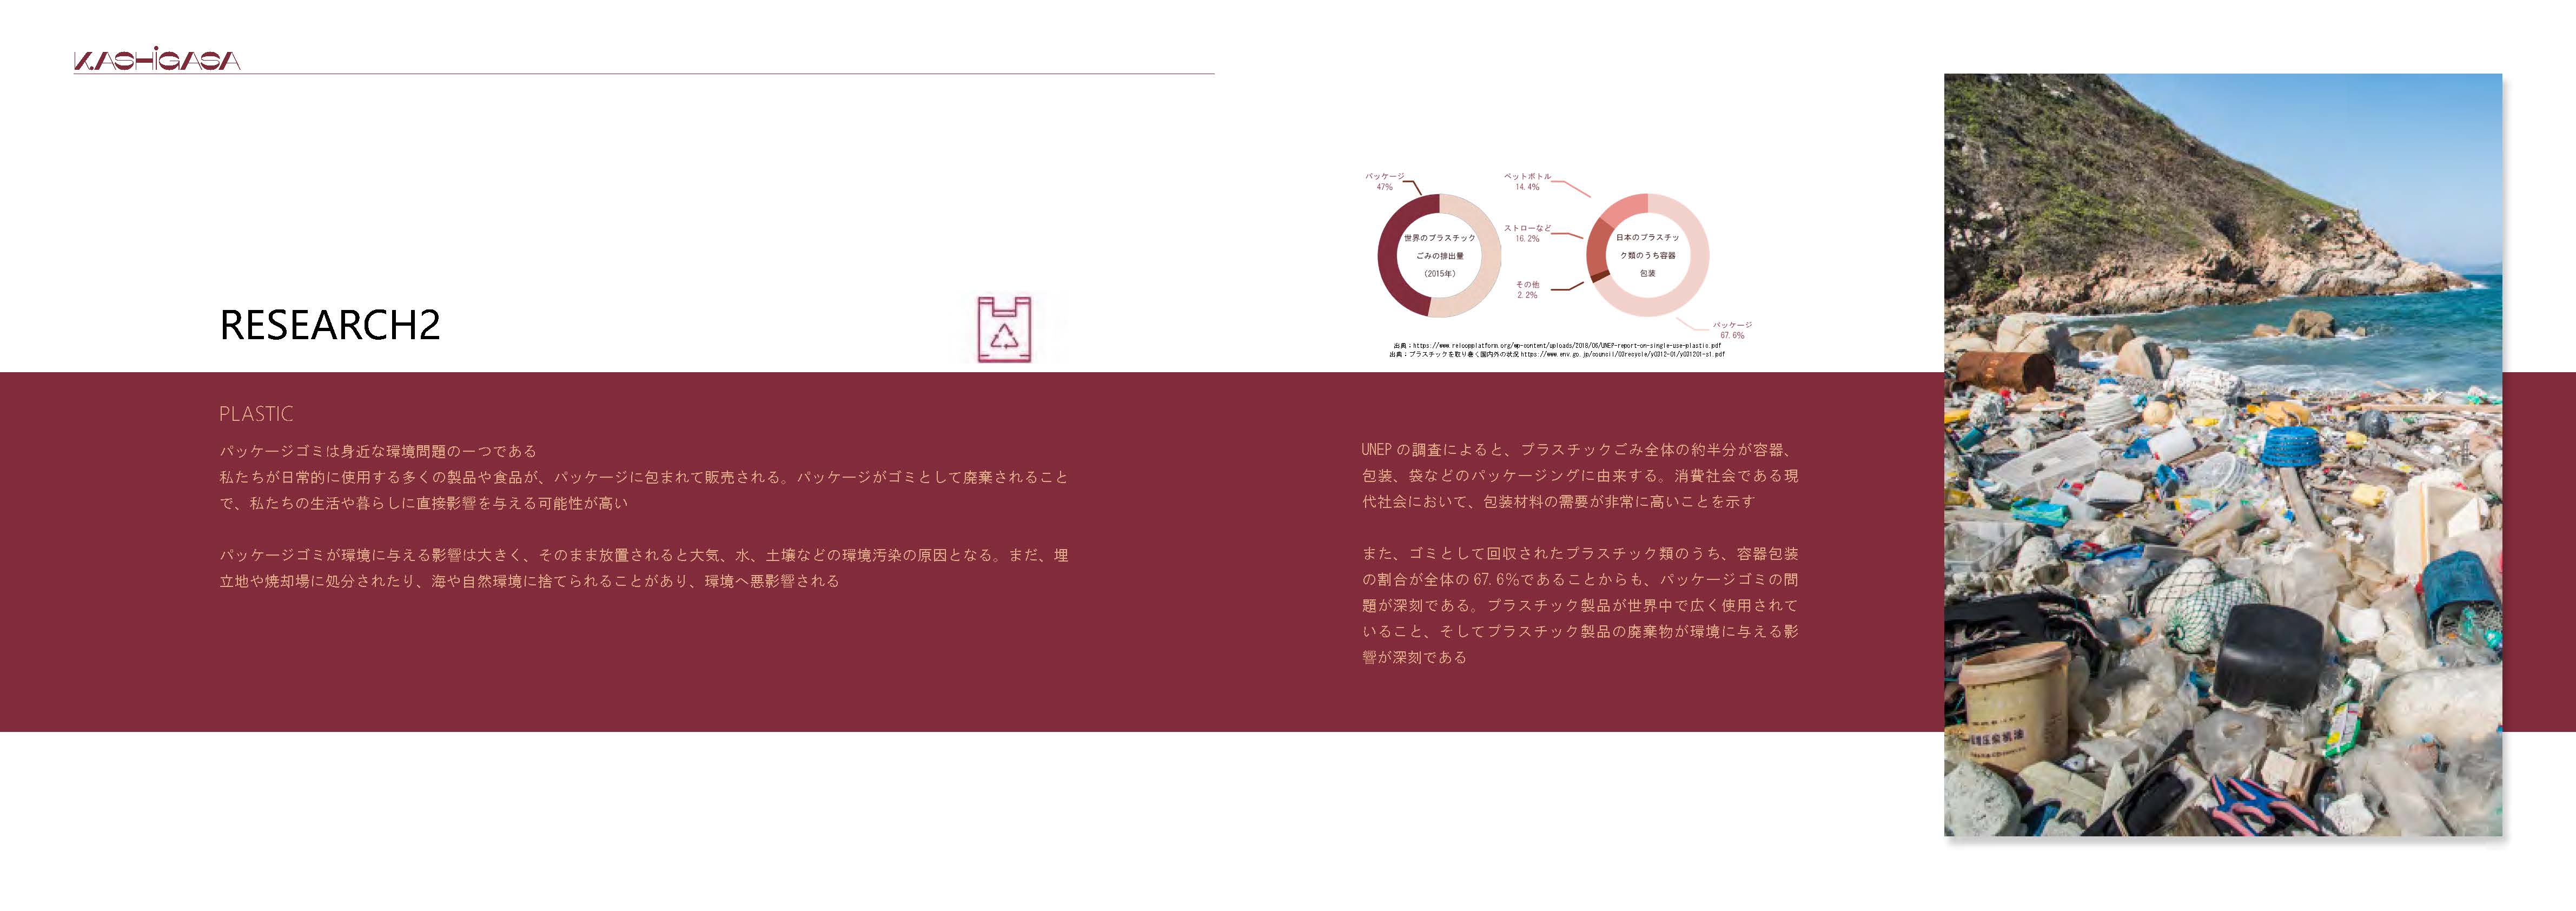 KASHiGASA
RESEARCH2
PLASTIC
パッケージゴミは身近な環境問題の一つである
私たちが日常的に使用する多くの製品や食品が、パッケージに包まれて販売される。パッケージがゴミとして廃棄されること
で、私たちの生活や暮らしに直接影響を与える可能性が高い
パッケージゴミが環境に与える影響は大きく、そのまま放置されると大気、水、土壌などの環境汚染の原因となる。まだ、埋
立地や焼却場に処分されたり、海や自然環境に捨てられることがあり、環境へ悪影響される
パッケージ
47%
世界のプラスチック
ごみの排出量
(2015年)
ペットボトル
14.4%
ストローなど
16.2%
その他
2.2%
日本のプラスチッ
ク類のうち容器
包装
パッケージ
67.6%
出典：https://www.reloopplatform.org/wp-content/uploads/2018/06/UNEP-report-on-single-use-plastic.pdf
出典：プラスチックを取り巻く国内外の状況 https://www.env.go.jp/council/03recycle/y0312-01/y031201-s1.pdf
UNEPの調査によると、プラスチックごみ全体の約半分が容器、
包装、袋などのパッケージングに由来する。消費社会である現
代社会において、包装材料の需要が非常に高いことを示す
また、ゴミとして回収されたプラスチック類のうち、容器包装
の割合が全体の67.6%であることからも、パッケージゴミの問
題が深刻である。プラスチック製品が世界中で広く使用されて
いること、そしてプラスチック製品の廃棄物が環境に与える影
響が深刻である